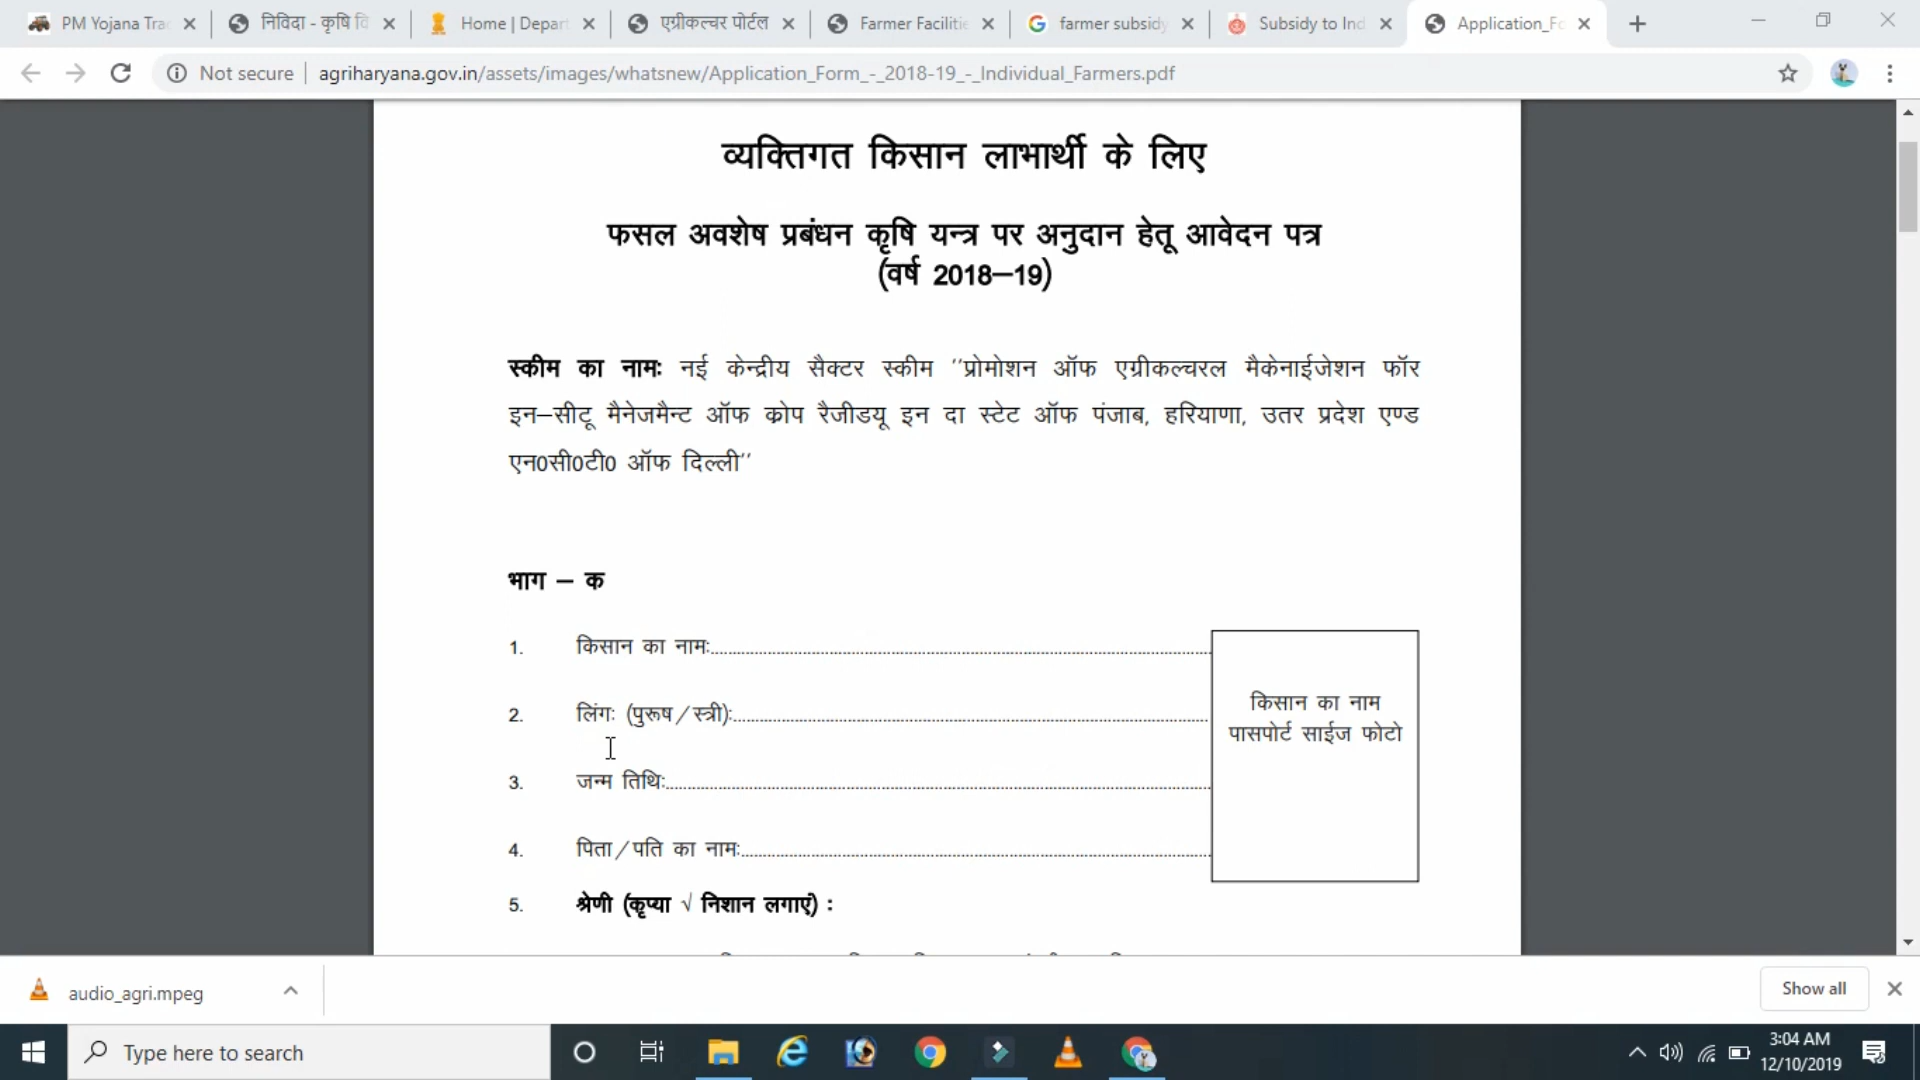 PM Yojana Tra
निविदा - कृषि वि
Home | Depar
एग्रीकल्चर पोर्टल
Farmer Facilitie
farmer subsidy
Subsidy to Ind
Application_Fo
Not secure
agriharyana.gov.in/assets/images/whatsnew/Application_Form_-_2018-19_-_Individual_Farmers.pdf
व्यक्तिगत किसान लाभार्थी के लिए
फसल अवशेष प्रबंधन कृषि यन्त्र पर अनुदान हेतू आवेदन पत्र
(वर्ष 2018–19)
स्कीम का नामः नई केन्द्रीय सैक्टर स्कीम ''प्रोमोशन ऑफ एग्रीकल्चरल मैकेनाईजेशन फॉर
इन–सीटू मैनेजमैन्ट ऑफ क्रोप रैजीडयू इन दा स्टेट ऑफ पंजाब, हरियाणा, उतर प्रदेश एण्ड
एन0सी0टी0 ऑफ दिल्ली''
भाग – क
1. किसान का नामः
2. लिंगः (पुरूष/स्त्री):
3. जन्म तिथिः
4. पिता/पति का नामः
किसान का नाम
पासपोर्ट साईज फोटो
5. श्रेणी (कृप्या √ निशान लगाएं) :
audio_agri.mpeg
Show all
Type here to search
3:04 AM
12/10/2019